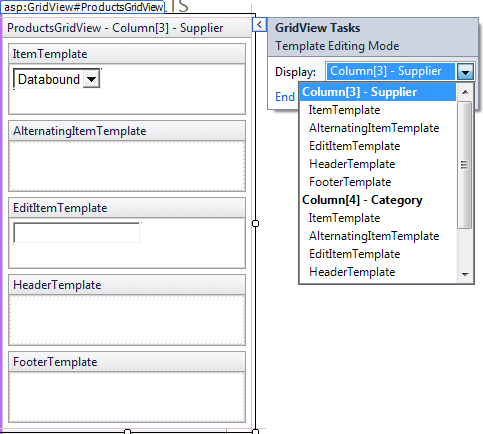 asp:GridView#ProductsGridView
ProductsGridView - Column[3] - Supplier
ItemTemplate
Databound
AlternatingItemTemplate
EditItemTemplate
HeaderTemplate
FooterTemplate
GridView Tasks
Template Editing Mode
Display: Column[3] - Supplier
End
Column[3] - Supplier
ItemTemplate
AlternatingItemTemplate
EditItemTemplate
HeaderTemplate
FooterTemplate
Column[4] - Category
ItemTemplate
AlternatingItemTemplate
EditItemTemplate
HeaderTemplate